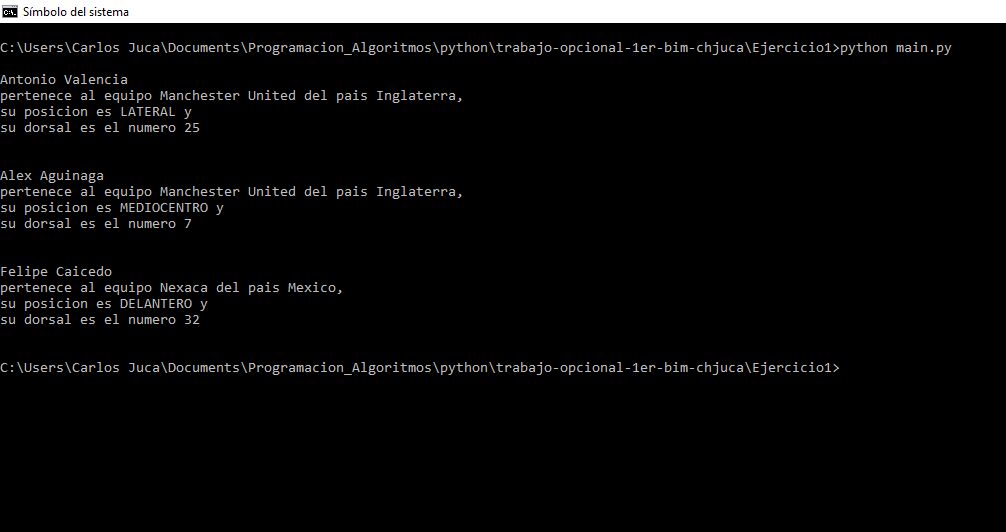 Símbolo del sistema
C:\Users\Carlos Juca\Documents\Programacion_Algoritmos\python\trabajo-opcional-1er-bim-chjuca\Ejercicio1>python main.py
Antonio Valencia
pertenece al equipo Manchester United del pais Inglaterra,
su posicion es LATERAL y
su dorsal es el numero 25
Alex Aguinaga
pertenece al equipo Manchester United del pais Inglaterra,
su posicion es MEDIOCENTRO y
su dorsal es el numero 7
Felipe Caicedo
pertenece al equipo Nexaca del pais Mexico,
su posicion es DELANTERO y
su dorsal es el numero 32
C:\Users\Carlos Juca\Documents\Programacion_Algoritmos\python\trabajo-opcional-1er-bim-chjuca\Ejercicio1>